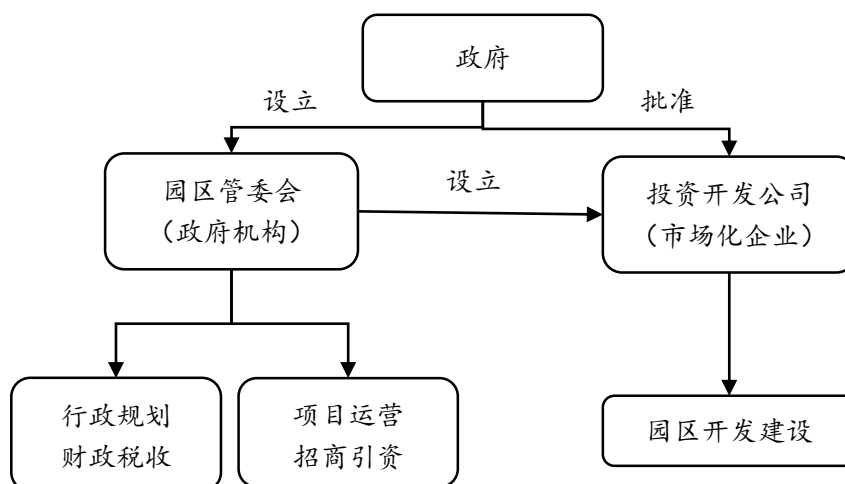 政府
设立
批准
园区管委会
（政府机构）
设立
投资开发公司
（市场化企业）
行政规划
财政税收
项目运营
招商引资
园区开发建设